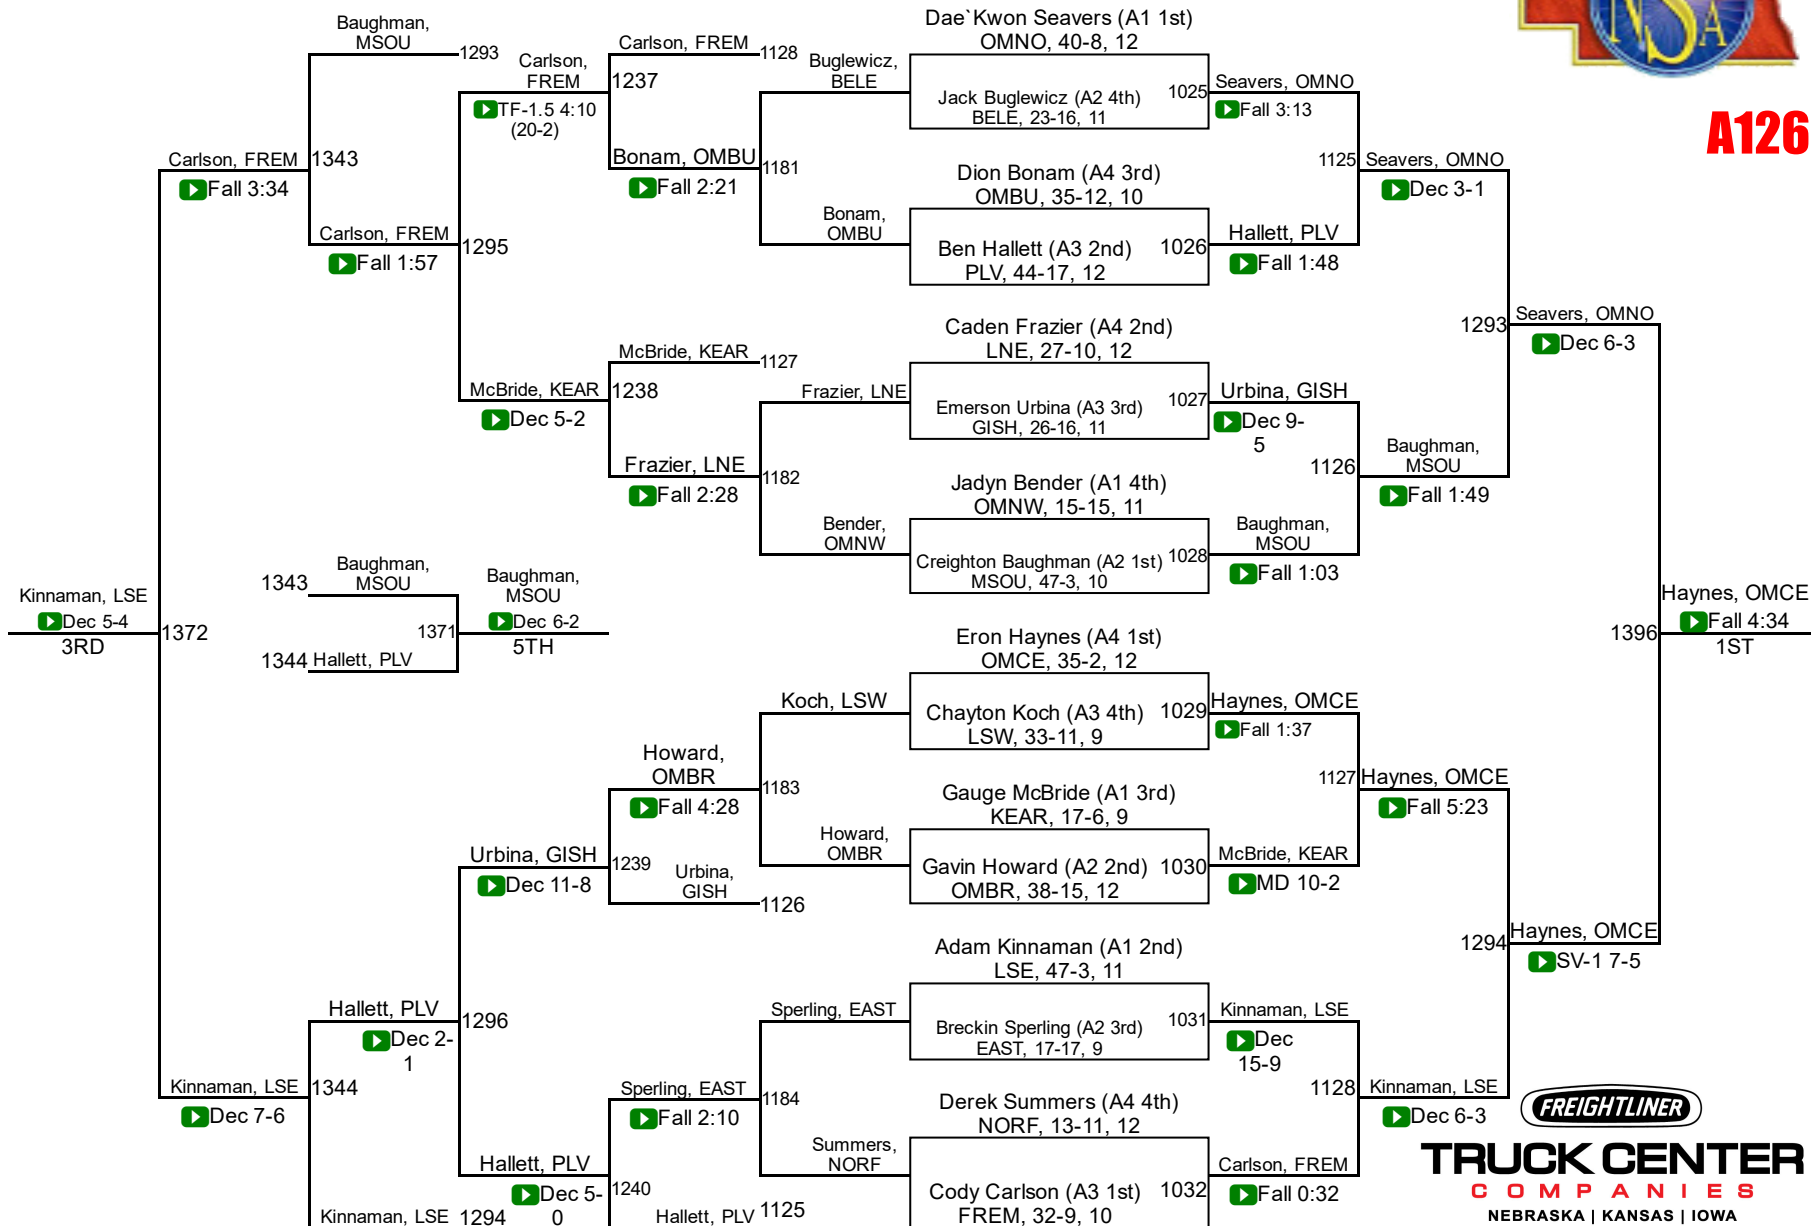 NSA
A126
Baughman,
MSOU
1293
Carlson,
FREM
TF-1.5 4:10
(20-2)
Carlson, FREM
1128
1237
Buglewicz,
BELE
Dae`Kwon Seavers (A1 1st)
OMNO, 40-8, 12
Jack Buglewicz (A2 4th)
BELE, 23-16, 11
1025
Seavers, OMNO
Fall 3:13
Carlson, FREM
Fall 3:34
1343
Bonam, OMBU
Fall 2:21
1181
Dion Bonam (A4 3rd)
OMBU, 35-12, 10
1125
Seavers, OMNO
Dec 3-1
Carlson, FREM
Fall 1:57
1295
Bonam,
OMBU
Ben Hallett (A3 2nd)
PLV, 44-17, 12
1026
Hallett, PLV
Fall 1:48
McBride, KEAR
1127
Caden Frazier (A4 2nd)
LNE, 27-10, 12
1293
Seavers, OMNO
Dec 6-3
McBride, KEAR
Dec 5-2
1238
Frazier, LNE
Emerson Urbina (A3 3rd)
GISH, 26-16, 11
1027
Urbina, GISH
Dec 9-
5
Frazier, LNE
Fall 2:28
1182
Jadyn Bender (A1 4th)
OMNW, 15-15, 11
1126
Baughman,
MSOU
Fall 1:49
Bender,
OMNW
Creighton Baughman (A2 1st)
MSOU, 47-3, 10
1028
Baughman,
MSOU
Fall 1:03
Kinnaman, LSE
Dec 5-4
3RD
1372
1343
Baughman,
MSOU
1344
Hallett, PLV
1371
Baughman,
MSOU
Dec 6-2
5TH
1396
Haynes, OMCE
Fall 4:34
1ST
Koch, LSW
Eron Haynes (A4 1st)
OMCE, 35-2, 12
Chayton Koch (A3 4th)
LSW, 33-11, 9
1029
Haynes, OMCE
Fall 1:37
Howard,
OMBR
Fall 4:28
1183
Gauge McBride (A1 3rd)
KEAR, 17-6, 9
1127
Haynes, OMCE
Fall 5:23
Urbina, GISH
Dec 11-8
1239
Urbina,
GISH
1126
Howard,
OMBR
Gavin Howard (A2 2nd)
OMBR, 38-15, 12
1030
McBride, KEAR
MD 10-2
Adam Kinnaman (A1 2nd)
LSE, 47-3, 11
1294
Haynes, OMCE
SV-1 7-5
Hallett, PLV
Dec 2-
1
1296
Sperling, EAST
Breckin Sperling (A2 3rd)
EAST, 17-17, 9
1031
Kinnaman, LSE
Dec
15-9
Kinnaman, LSE
Dec 7-6
1344
Sperling, EAST
Fall 2:10
1184
Derek Summers (A4 4th)
NORF, 13-11, 12
1128
Kinnaman, LSE
Dec 6-3
Hallett, PLV
Dec 5-
0
1240
Summers,
NORF
Cody Carlson (A3 1st)
FREM, 32-9, 10
1032
Carlson, FREM
Fall 0:32
Kinnaman, LSE
1294
Hallett, PLV
1125
FREIGHTLINER
TRUCK CENTER
COMPANIES
NEBRASKA | KANSAS | IOWA